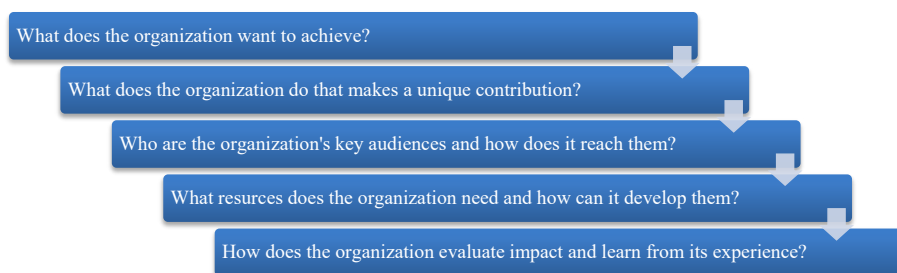 What does the organization want to achieve?
What does the organization do that makes a unique contribution?
Who are the organization's key audiences and how does it reach them?
What resurces does the organization need and how can it develop them?
How does the organization evaluate impact and learn from its experience?